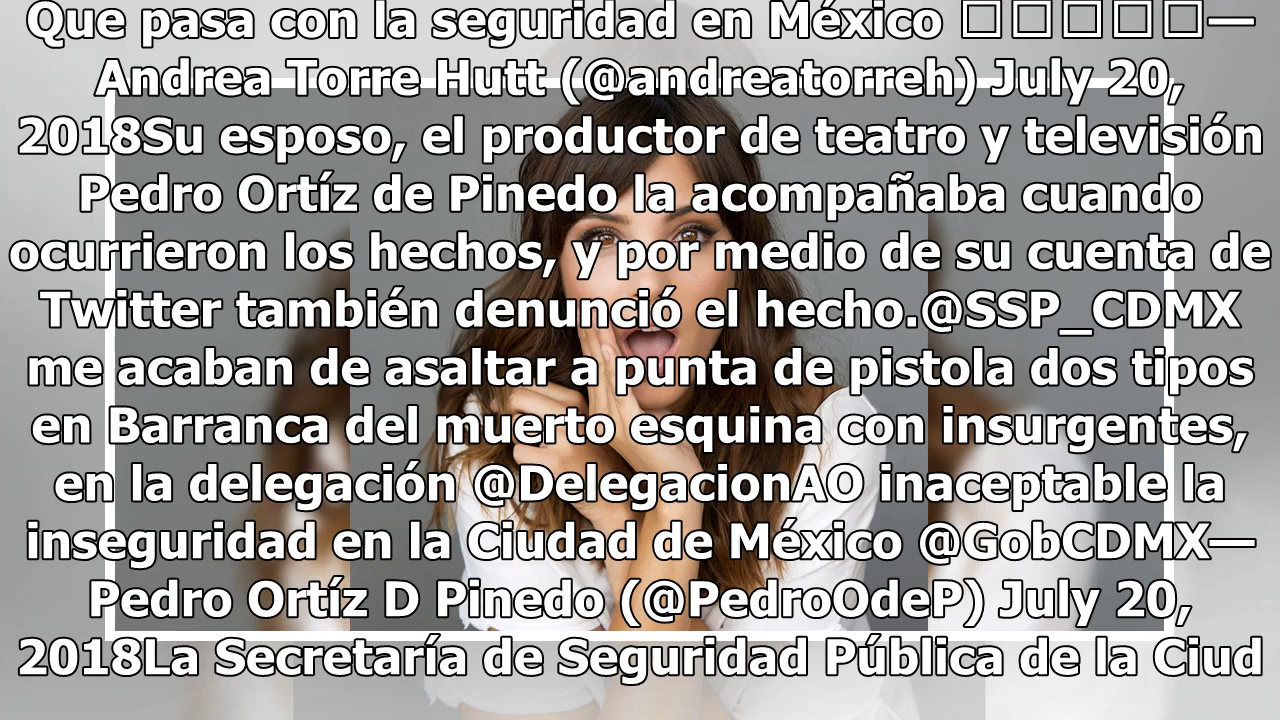 Que pasa con la seguridad en México □□□□□—
Andrea Torre Hutt (@andreatorreh) July 20,
2018Su esposo, el productor de teatro y televisión
Pedro Ortíz de Pinedo la acompañaba cuando
ocurrieron los hechos, y por medio de su cuenta de
Twitter también denunció el hecho.@SSP_CDMX
me acaban de asaltar a punta de pistola dos tipos
en Barranca del muerto esquina con insurgentes,
en la delegación @DelegacionAO inaceptable la
inseguridad en la Ciudad de México @GobCDMX—
Pedro Ortíz D Pinedo (@PedroOdeP) July 20,
2018La Secretaría de Seguridad Pública de la Ciud